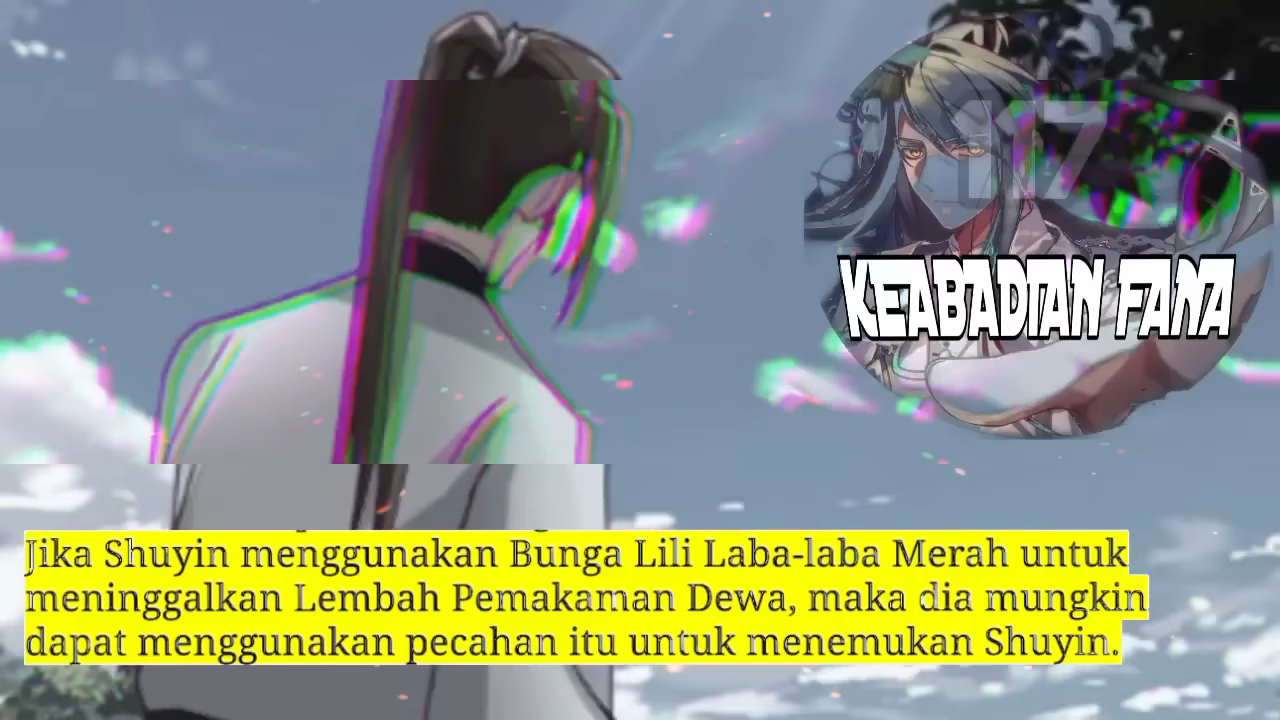 117
KEABADIAN FANA
Jika Shuyin menggunakan Bunga Lili Laba-laba Merah untuk
meninggalkan Lembah Pemakaman Dewa, maka dia mungkin
dapat menggunakan pecahan itu untuk menemukan Shuyin.